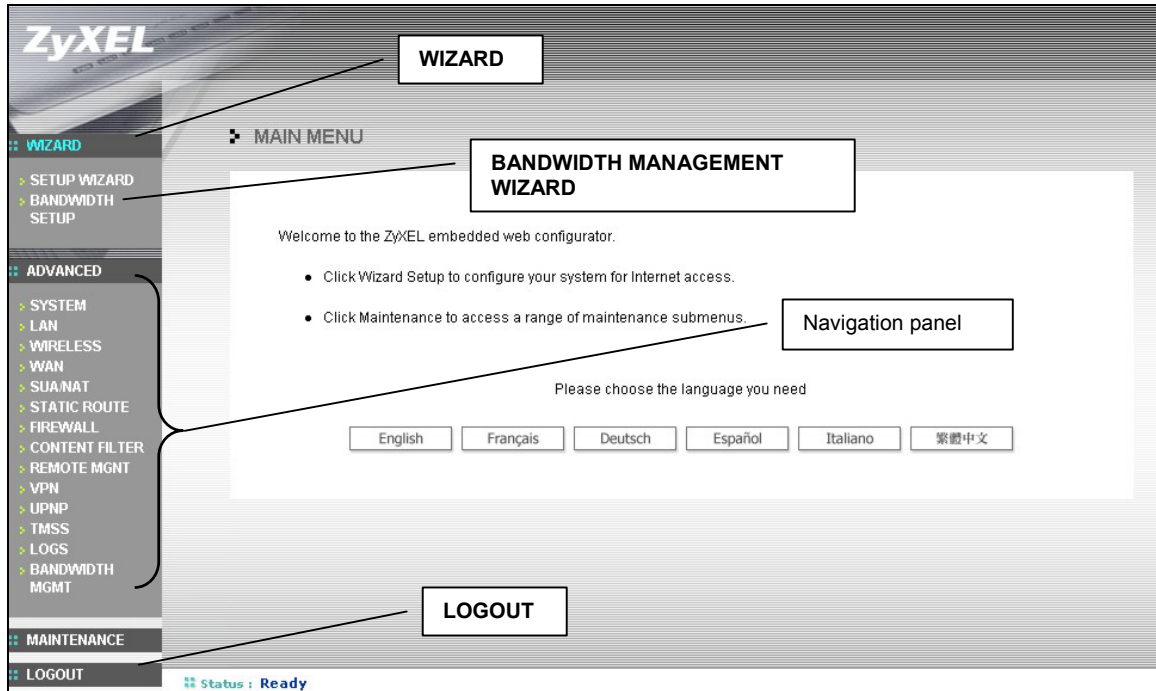 ZyXEL
WIZARD
MAIN MENU
WIZARD
SETUP WIZARD
BANDWIDTH
SETUP
BANDWIDTH MANAGEMENT
WIZARD
Welcome to the ZyXEL embedded web configurator.
Click Wizard Setup to configure your system for Internet access.
Click Maintenance to access a range of maintenance submenus.
Navigation panel
Please choose the language you need
English Français Deutsch Español Italiano 繁體中文
ADVANCED
SYSTEM
LAN
WIRELESS
WAN
SUA/NAT
STATIC ROUTE
FIREWALL
CONTENT FILTER
REMOTE MGNT
VPN
UPNP
TMSS
LOGS
BANDWIDTH
MGMT
LOGOUT
MAINTENANCE
LOGOUT
Status : Ready